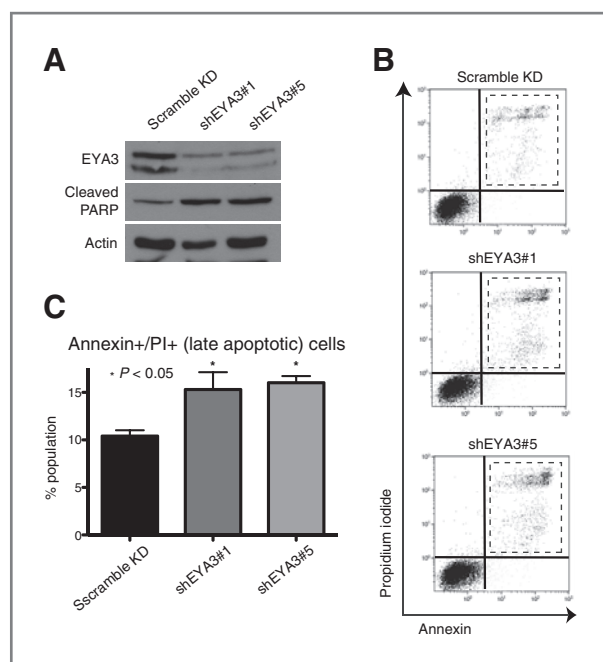 A
Scramble KD
shEYA3#1
shEYA3#5
EYA3
Cleaved
PARP
Actin
B
Scramble KD
shEYA3#1
shEYA3#5
Propidium iodide
Annexin
C
Annexin+/PI+ (late apoptotic) cells
* P < 0.05
* *
% population
15
10
5
0
Sscramble KD
shEYA3#1
shEYA3#5